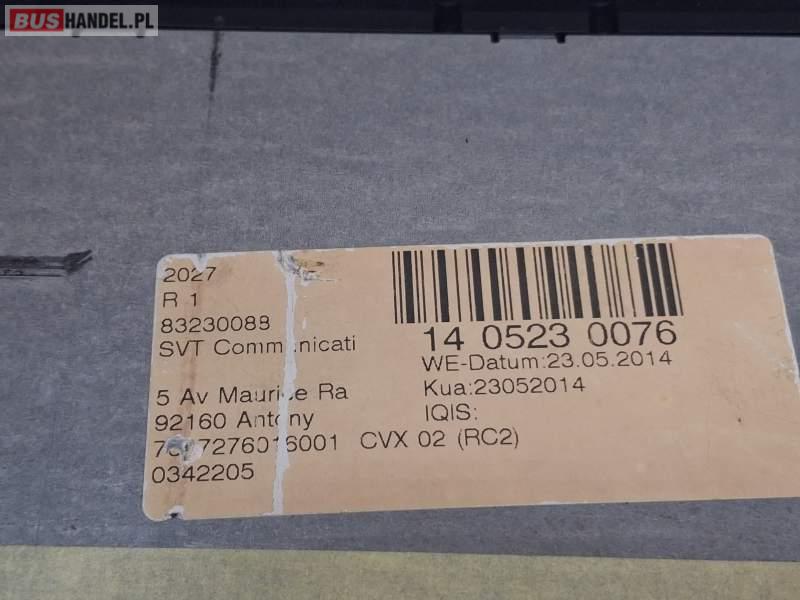 BUSHANDEL.PL
2027
R 1
83230088
SVT
5 Av Maurice Ra
92160 Antony
CVX 02 (RC2)
0342205
14 0523 0076
WE-Datum:23.05.2014
Kua:23052014
IQIS: